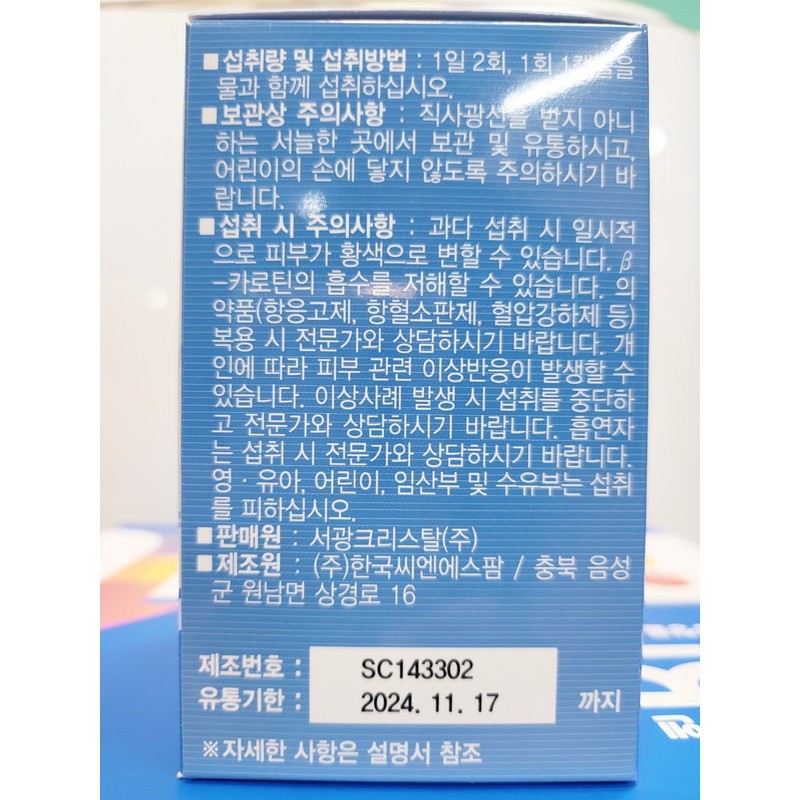 ■ 섭취량 및 섭취방법 : 1일 2회, 1회 1캡슐을
물과 함께 섭취하십시오.
■ 보관상 주의사항 : 직사광선을 받지 아니
하는 서늘한 곳에서 보관 및 유통하시고,
어린이의 손에 닿지 않도록 주의하시기 바
랍니다.
■ 섭취 시 주의사항 : 과다 섭취 시 일시적
으로 피부가 황색으로 변할 수 있습니다. β
-카로틴의 흡수를 저해할 수 있습니다. 의
약품(항응고제, 항혈소판제, 혈압강하제 등)
복용 시 전문가와 상담하시기 바랍니다. 개
인에 따라 피부 관련 이상반응이 발생할 수
있습니다. 이상사례 발생 시 섭취를 중단하
고 전문가와 상담하시기 바랍니다. 흡연자
는 섭취 시 전문가와 상담하시기 바랍니다.
영 · 유아, 어린이, 임산부 및 수유부는 섭취
를 피하십시오.
■ 판매원 : 서광크리스탈(주)
■ 제조원 : (주)한국씨엔에스팜 / 충북 음성
군 원남면 상경로 16
제조번호 : SC143302
유통기한 : 2024. 11. 17 까지
※ 자세한 사항은 설명서 참조